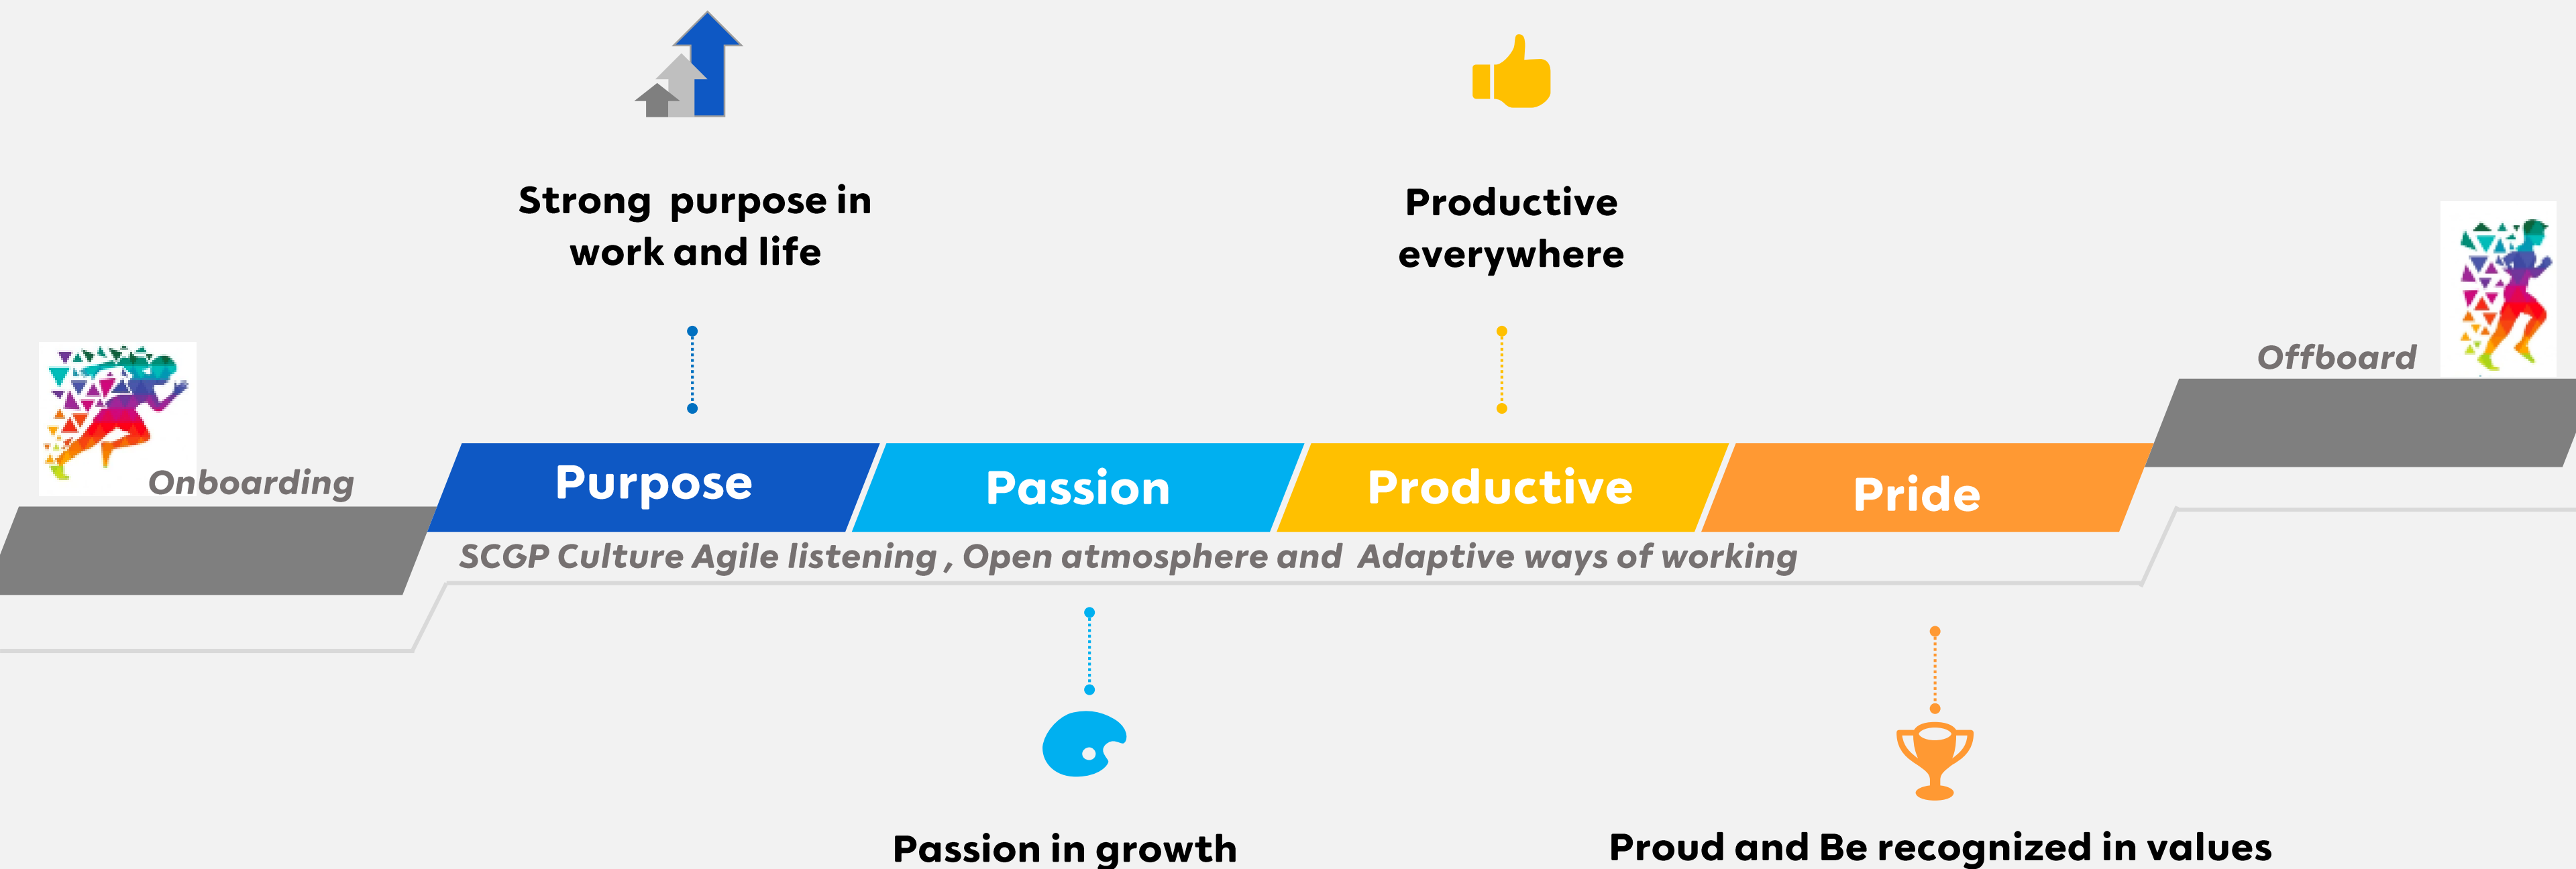 Strong purpose in
work and life
Productive
everywhere
Offboard
Onboarding
Purpose
Passion
Productive
Pride
SCGP Culture Agile listening , Open atmosphere and Adaptive ways of working
Passion in growth
Proud and Be recognized in values